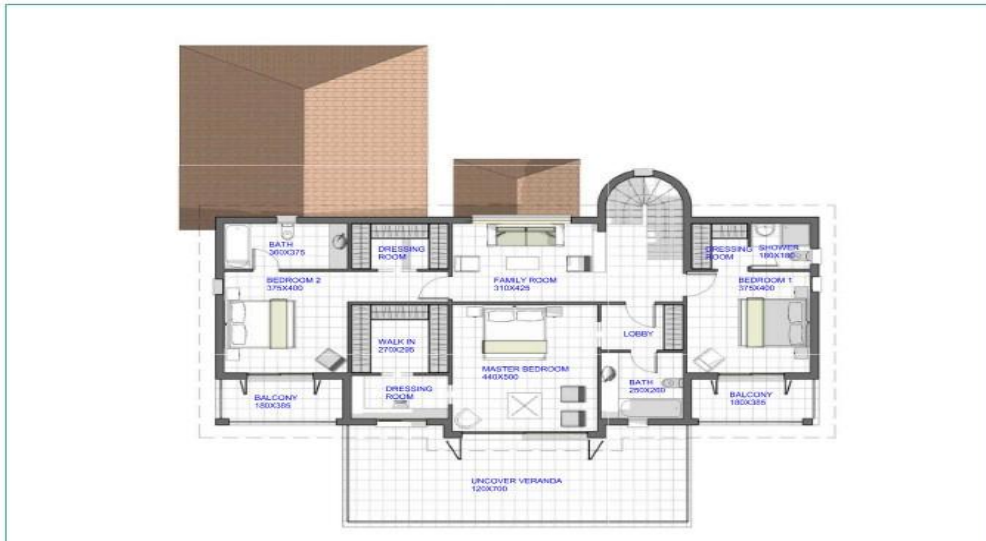 BATH
360X375
DRESSING
ROOM
DRESSING
ROOM
SHOWER
180X180
BEDROOM 2
375X400
FAMILY ROOM
310X425
BEDROOM 1
375X400
LOBBY
WALK IN
270X295
MASTER BEDROOM
440X500
DRESSING
ROOM
BATH
250X260
BALCONY
180X385
BALCONY
180X385
UNCOVER VERANDA
120X700